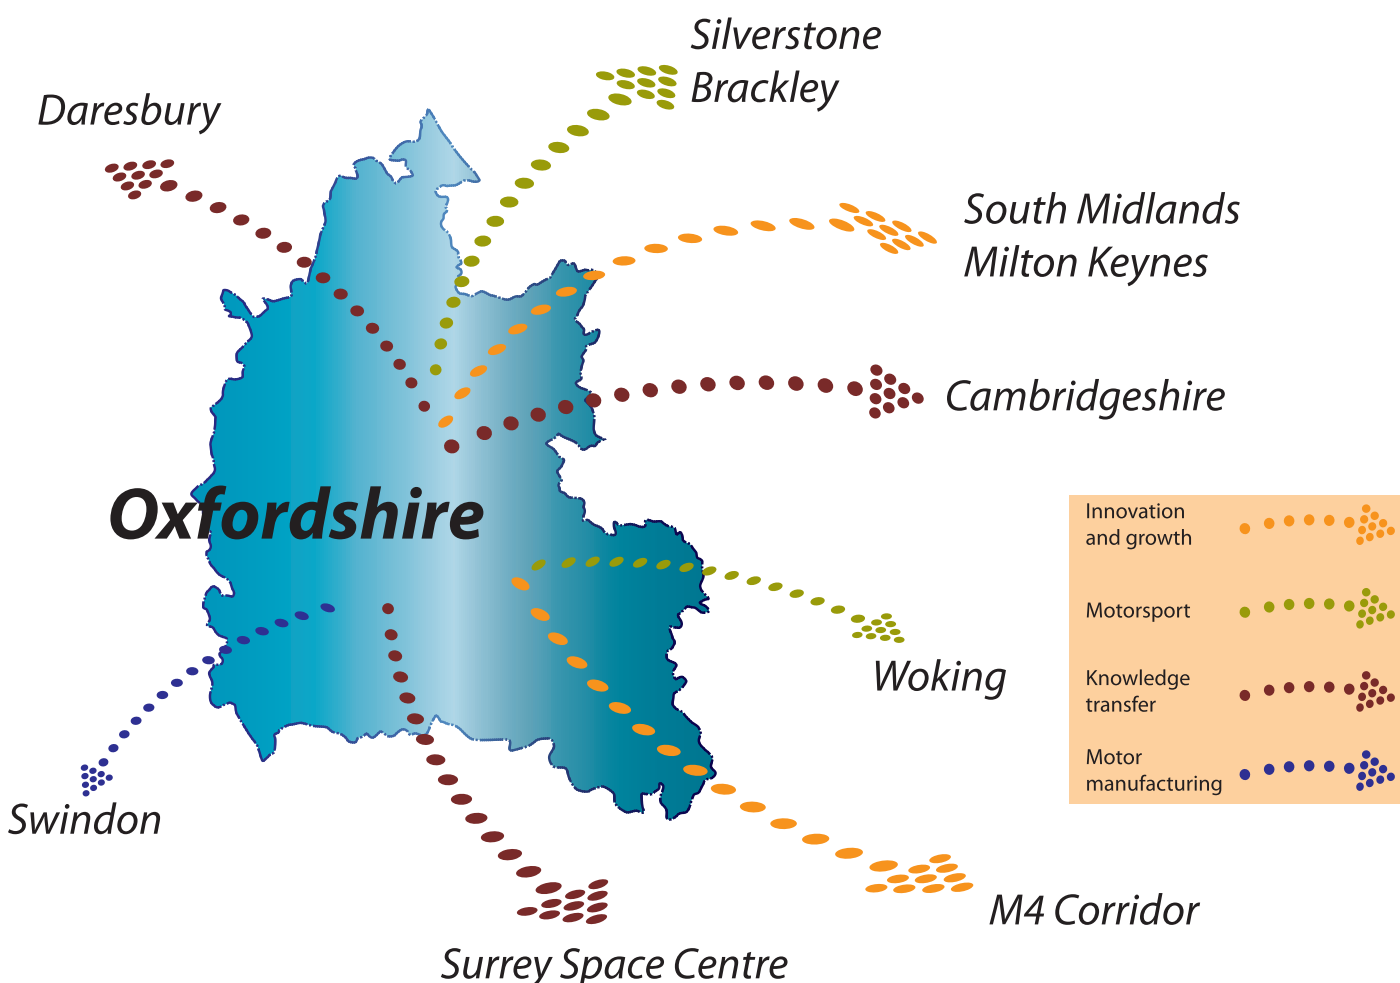 Silverstone
Brackley
Daresbury
South Midlands
Milton Keynes
Cambridgeshire
Oxfordshire
Innovation
and growth
Motorsport
Knowledge
transfer
Motor
manufacturing
Woking
Swindon
M4 Corridor
Surrey Space Centre